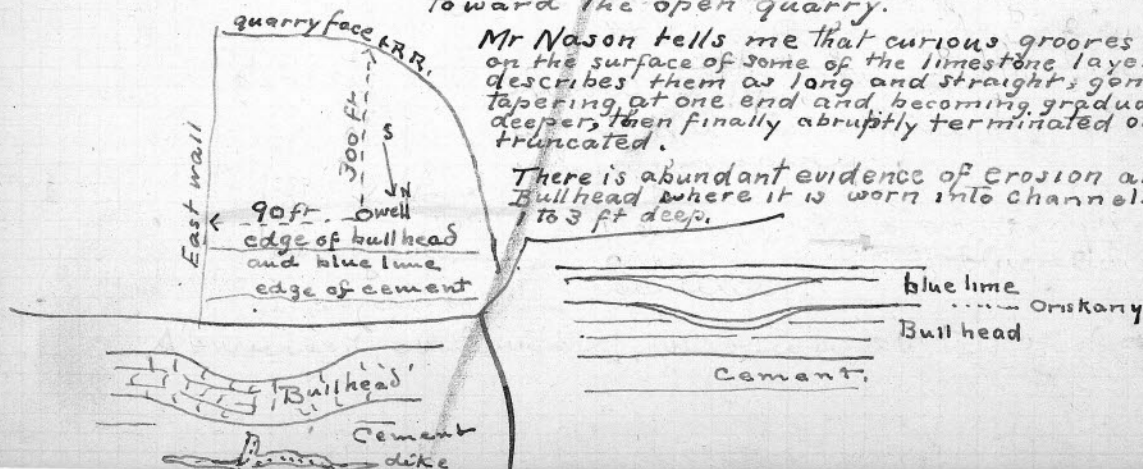 Toward the open quarry.
quarry face & R.R.
Mr Nason tells me that curious grooves
on the surface of some of the limestone laye
describes them as long and straight,
tapering at one end and becoming gradu
deeper, then finally abruptly terminated o
truncated.
There is abundant evidence of erosion a
Bullhead where it is worn into channel
1 to 3 ft deep.
East wall
300 ft
S
N
90 ft. well
edge of bullhead
and blue lime
edge of cement
blue lime
Oriskany
Bullhead
Cement.
Bullhead
Cement
dike